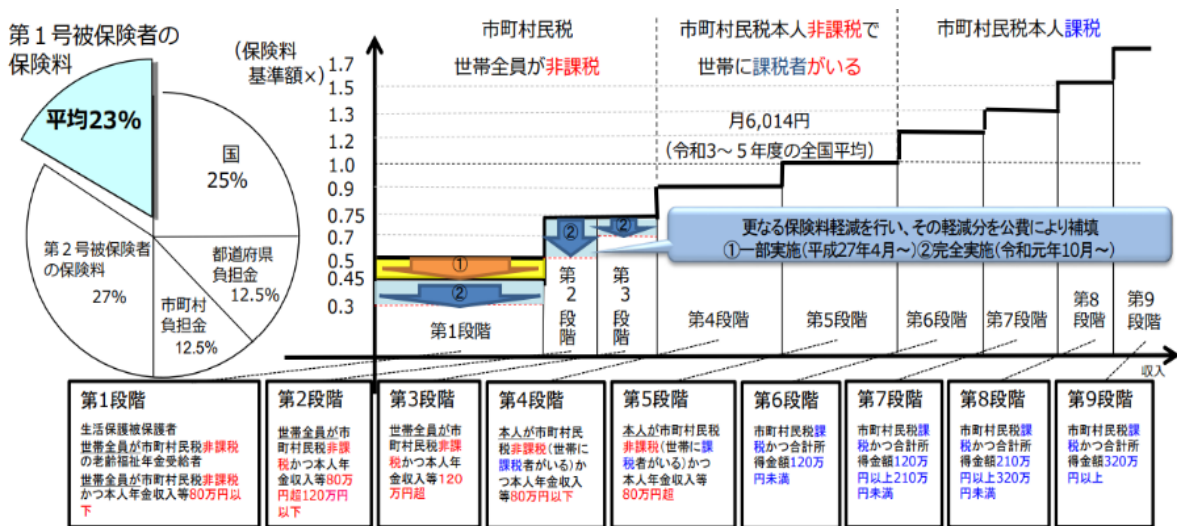 第１号被保険者の
保険料
平均23%
国
25%
都道府県
負担金
12.5%
市町村
負担金
12.5%
第２号被保険者
の保険料
27%
(保険料
基準額×)
1.7
1.5
1.3
1.2
1.0
0.9
0.75
0.7
0.5
0.45
0.3
市町村民税
世帯全員が非課税
市町村民税本人非課税で
世帯に課税者がいる
市町村民税本人課税
月6,014円
(令和3～５年度の全国平均)
更なる保険料軽減を行い、その軽減分を公費により補填
①一部実施(平成27年4月～)②完全実施(令和元年10月～)
①
②
②
②
第1段階
第２段階
第３段階
第4段階
第5段階
第6段階
第7段階
第8
段階
第9
段階
収入
第1段階
生活保護被保護者
世帯全員が市町村民税非課税
の老齢福祉年金受給者
世帯全員が市町村民税非課税
かつ本人年金収入等80万円以
下
第2段階
世帯全員が市
町村民税非課
税かつ本人年
金収入等80万
円超120万円
以下
第3段階
世帯全員が市
町村民税非課
税かつ本人年
金収入等120
万円超
第4段階
本人が市町村民
税非課税(世帯に
課税者がいる)か
つ本人年金収入
等80万円以下
第5段階
本人が市町村民税
非課税(世帯に課
税者がいる)かつ
本人年金収入等
80万円超
第6段階
市町村民税課
税かつ合計所
得金額120万
円未満
第7段階
市町村民税課
税かつ合計所
得金額120万
円以上210万
円未満
第8段階
市町村民税課
税かつ合計所
得金額210万
円以上320万
円未満
第9段階
市町村民税課
税かつ合計所
得金額320万
円以上